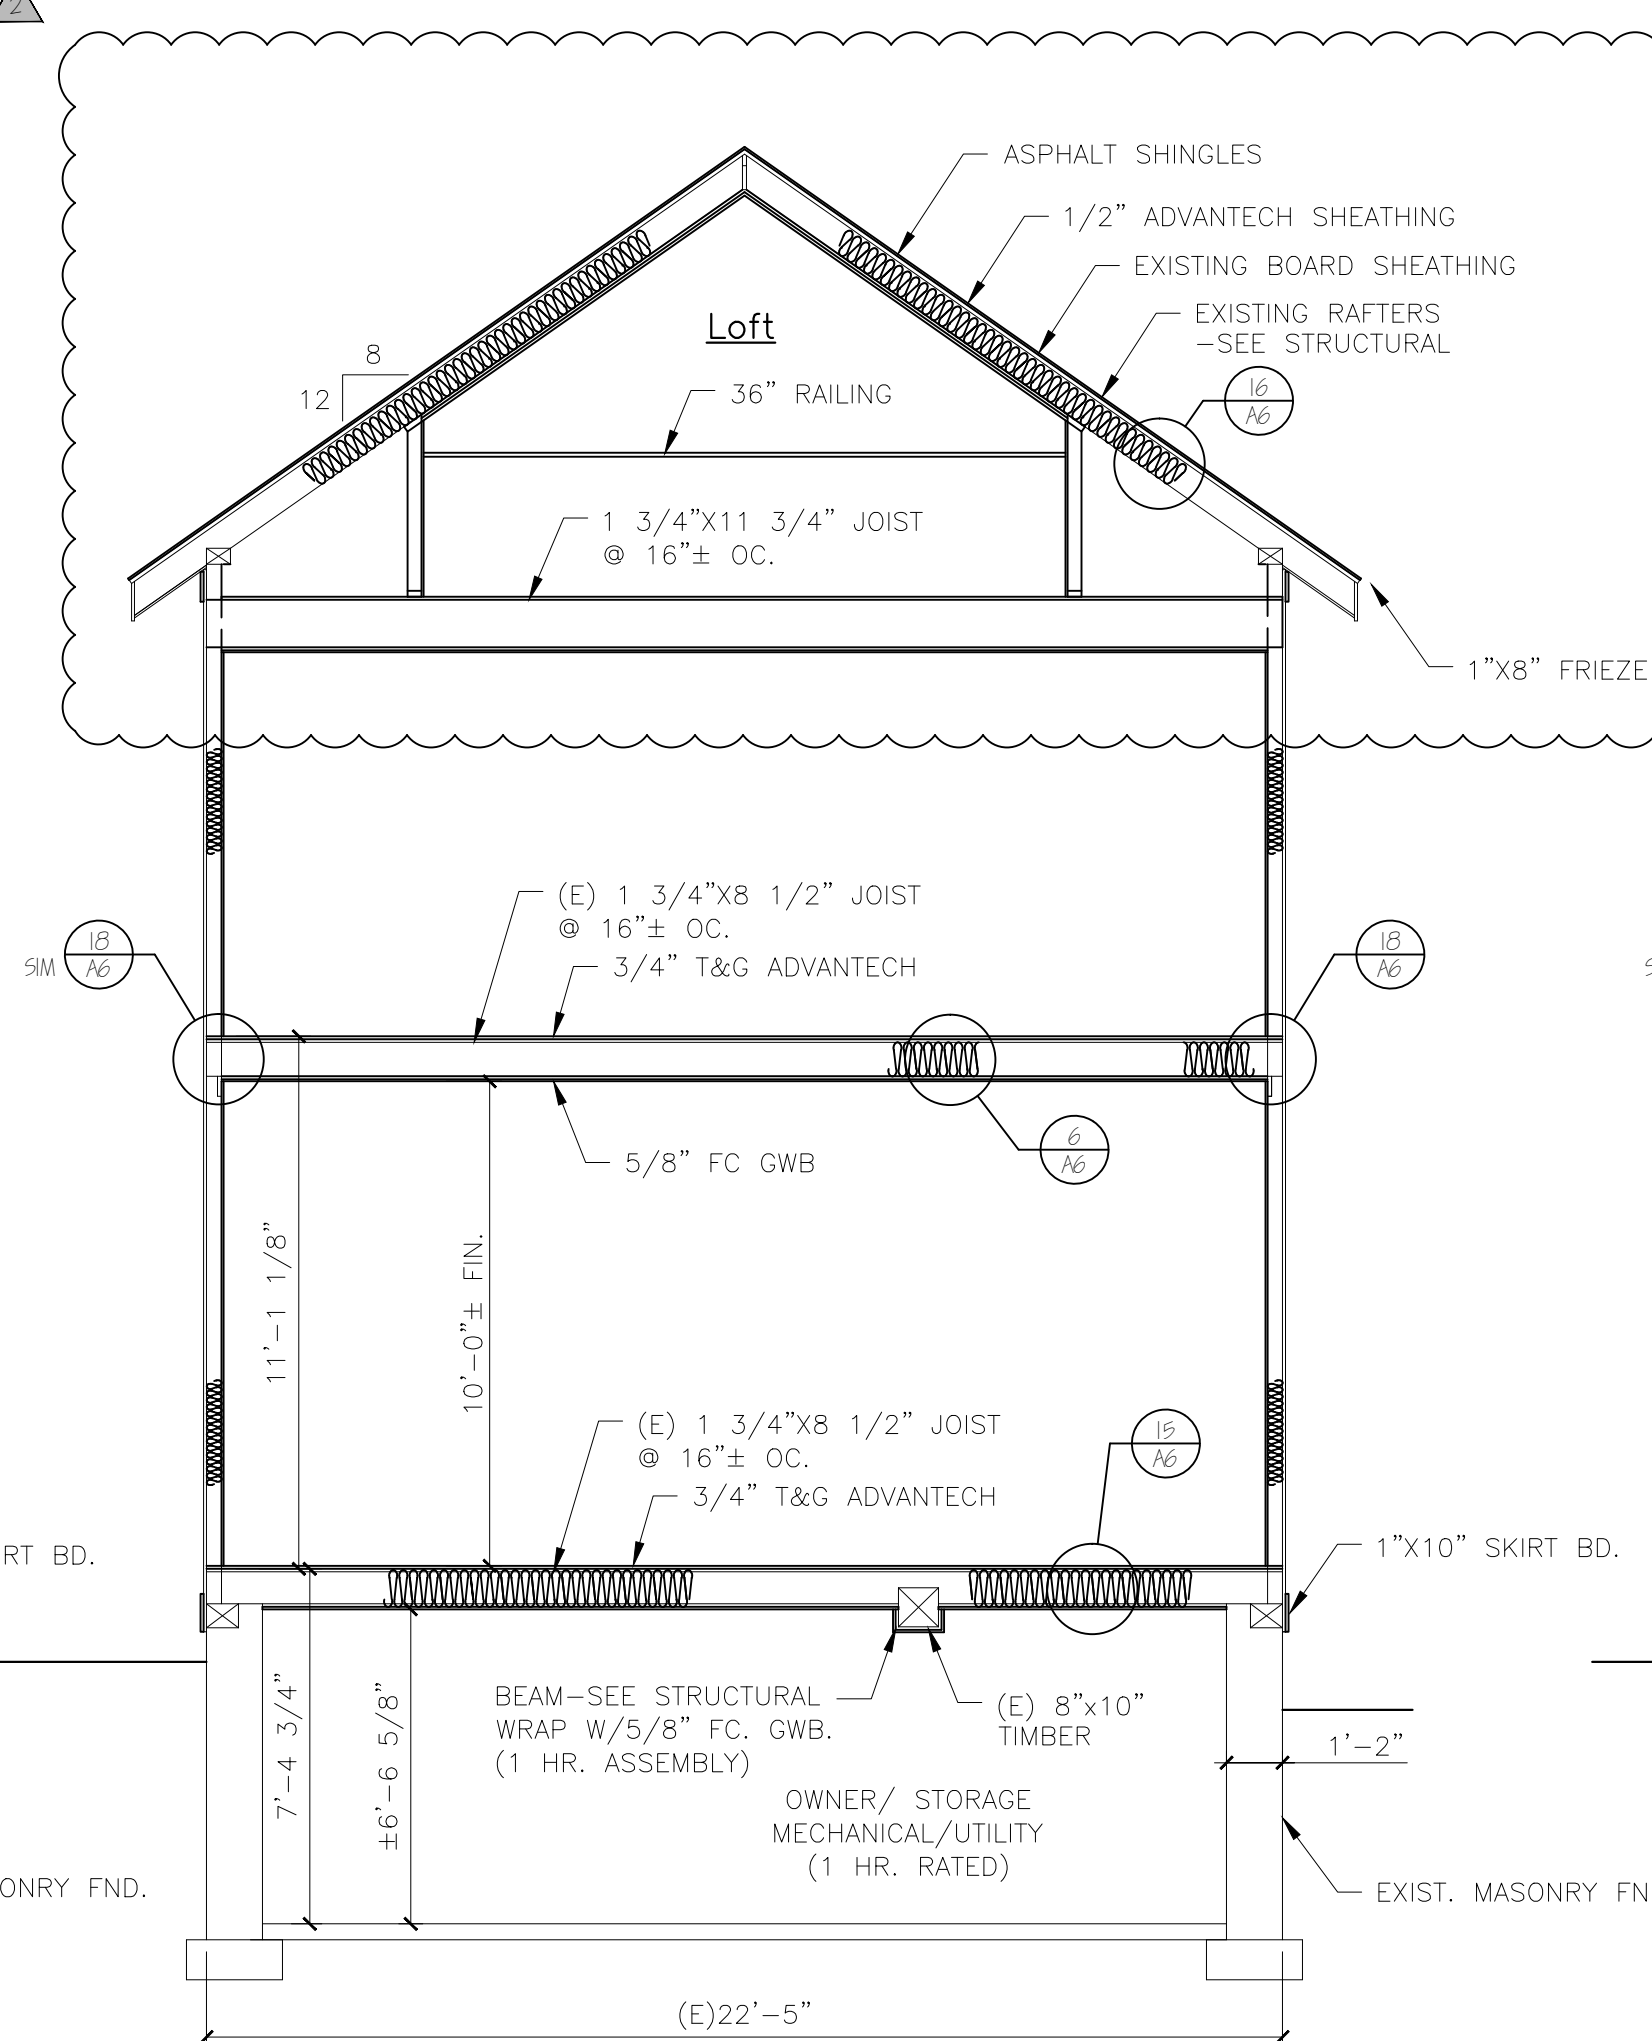 2
ASPHALT SHINGLES
1/2" ADVANTECH SHEATHING
EXISTING BOARD SHEATHING
EXISTING RAFTERS
-SEE STRUCTURAL
Loft
8
12
36" RAILING
16
A6
1 3/4"X11 3/4" JOIST
@ 16"± OC.
1"X8" FRIEZE
(E) 1 3/4"X8 1/2" JOIST
@ 16"± OC.
3/4" T&G ADVANTECH
SIM
18
A6
18
A6
5/8" FC GWB
6
A6
11'-1 1/8"
10'-0"± FIN.
(E) 1 3/4"X8 1/2" JOIST
@ 16"± OC.
3/4" T&G ADVANTECH
15
A6
RT BD.
1"X10" SKIRT BD.
7'-4 3/4"
±6'-6 5/8"
BEAM-SEE STRUCTURAL
WRAP W/5/8" FC. GWB.
(1 HR. ASSEMBLY)
(E) 8"x10"
TIMBER
1'-2"
OWNER/ STORAGE
MECHANICAL/UTILITY
(1 HR. RATED)
ONRY FND.
EXIST. MASONRY FN
(E)22'-5"